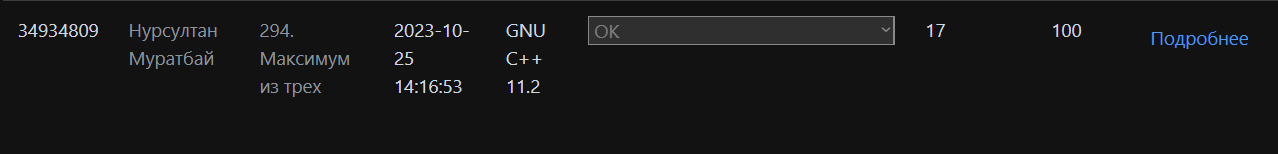 34934809
Нурсултан
Муратбай
294.
Максимум
из трех
2023-10-
25
14:16:53
GNU
C++
11.2
OK
17
100
Подробнее